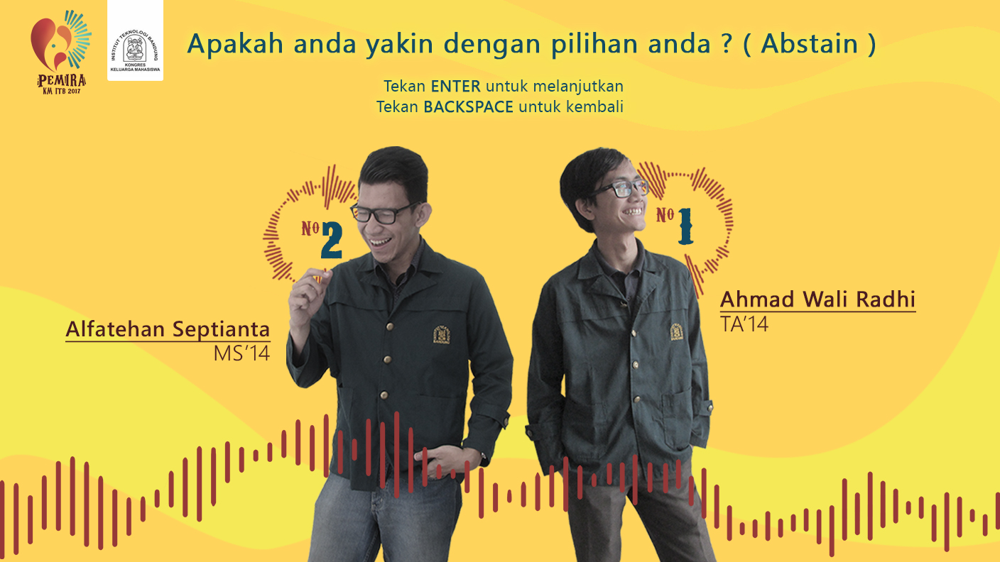 PEMIRA
KM ITB 2017
INSTITUT TEKNOLOGI BANDUNG
KONGRES
KELUARGA MAHASISWA
Apakah anda yakin dengan pilihan anda ? ( Abstain )
Tekan ENTER untuk melanjutkan
Tekan BACKSPACE untuk kembali
No 2
Alfatehan Septianta
MS'14
No 1
Ahmad Wali Radhi
TA'14
BANDUNG
BANDUNG